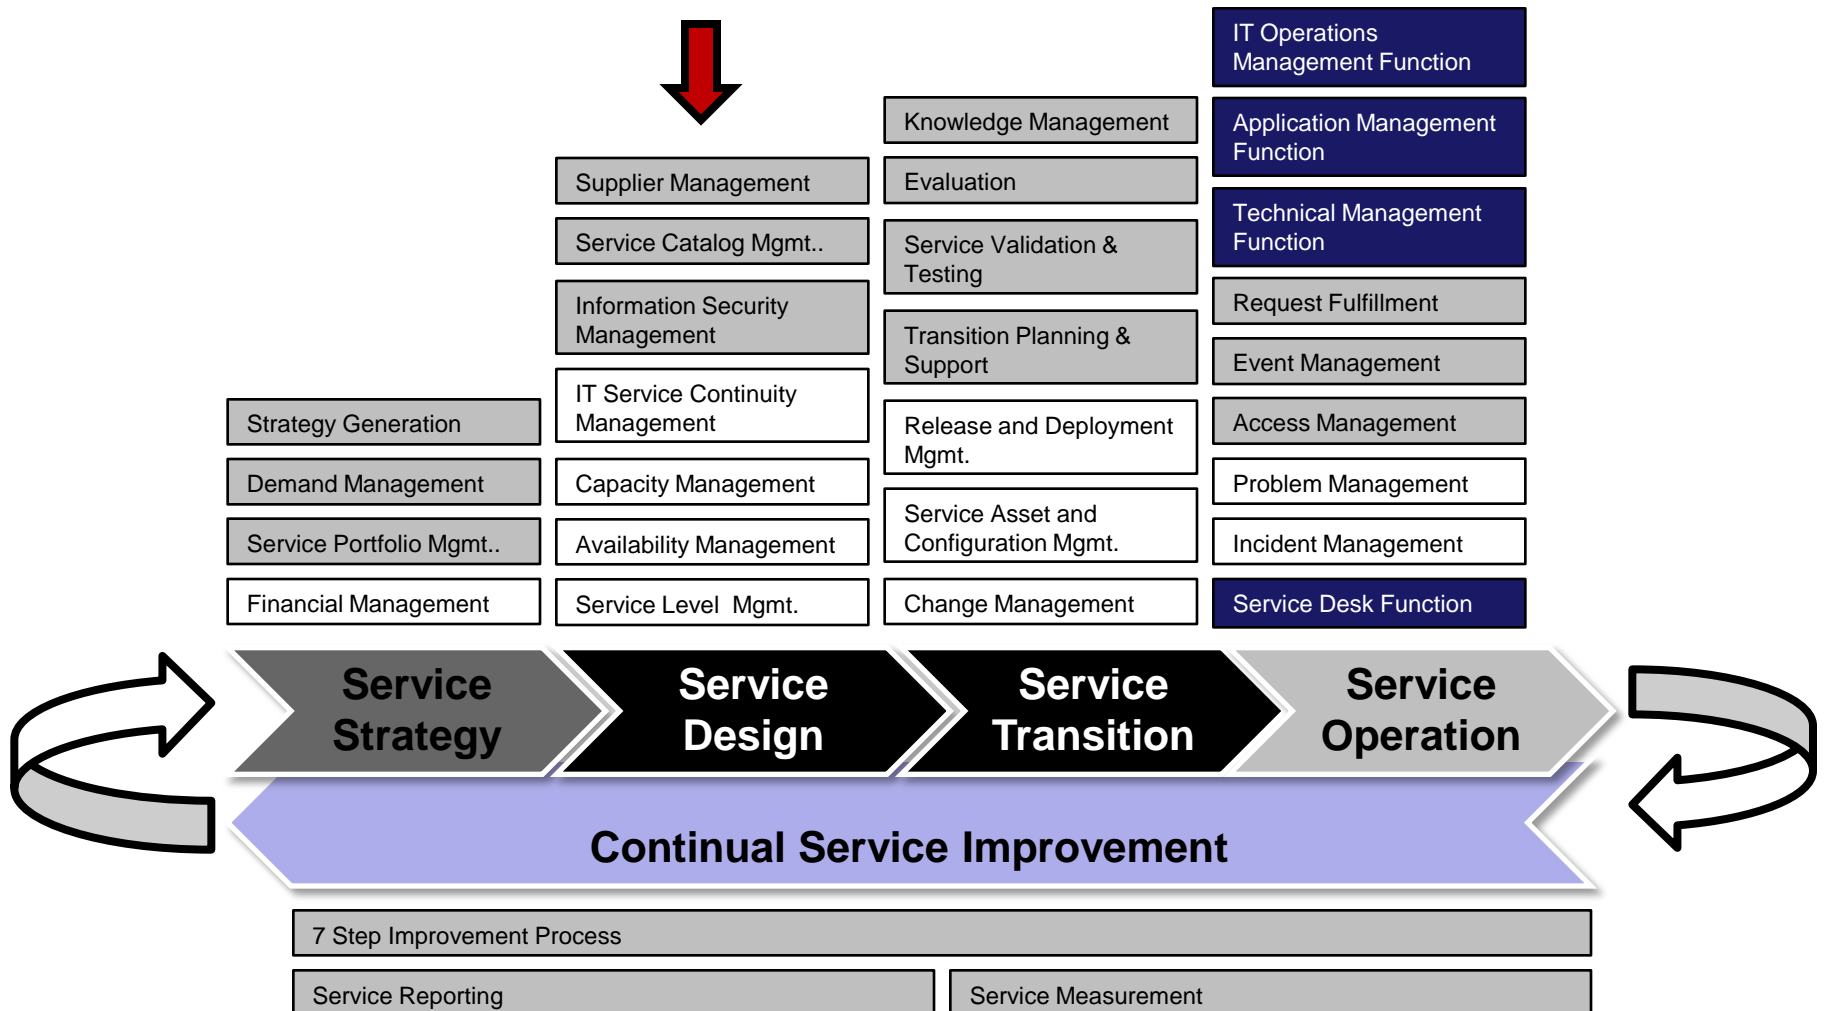 Strategy Generation
Demand Management
Service Portfolio Mgmt..
Financial Management
Supplier Management
Service Catalog Mgmt..
Information Security
Management
IT Service Continuity
Management
Capacity Management
Availability Management
Service Level Mgmt.
Knowledge Management
Evaluation
Service Validation &
Testing
Transition Planning &
Support
Release and Deployment
Mgmt.
Service Asset and
Configuration Mgmt.
Change Management
IT Operations
Management Function
Application Management
Function
Technical Management
Function
Request Fulfillment
Event Management
Access Management
Problem Management
Incident Management
Service Desk Function
Service
Strategy
Service
Design
Service
Transition
Service
Operation
Continual Service Improvement
7 Step Improvement Process
Service Reporting
Service Measurement